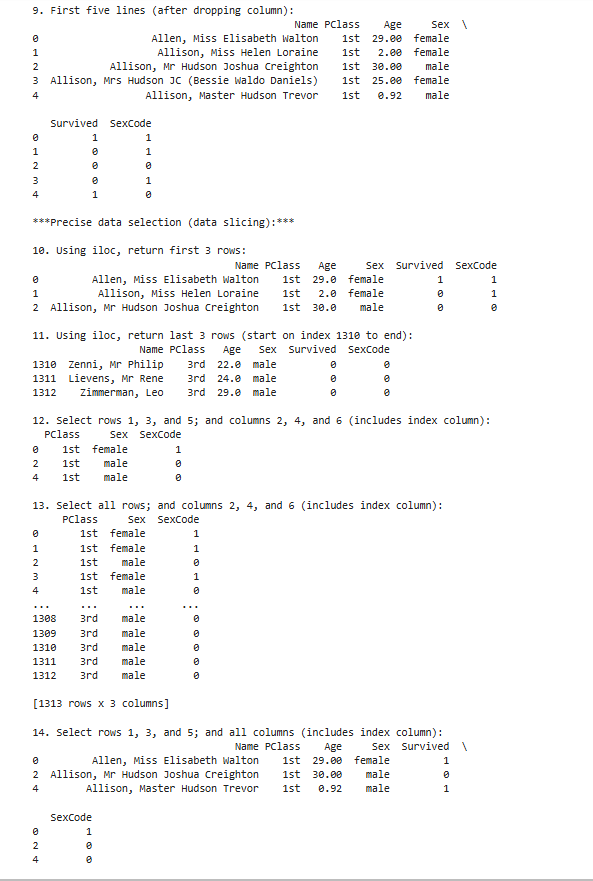 9. First five lines (after dropping column):
                                            Name PClass    Age     Sex  \
0                   Allen, Miss Elisabeth Walton    1st  29.00  female
1                    Allison, Miss Helen Loraine    1st   2.00  female
2            Allison, Mr Hudson Joshua Creighton    1st  30.00    male
3  Allison, Mrs Hudson JC (Bessie Waldo Daniels)    1st  25.00  female
4                  Allison, Master Hudson Trevor    1st   0.92    male
   Survived  SexCode
0         1        1
1         0        1
2         0        0
3         0        1
4         1        0
***Precise data selection (data slicing):***
10. Using iloc, return first 3 rows:
                                  Name PClass   Age     Sex  Survived  SexCode
0         Allen, Miss Elisabeth Walton    1st  29.0  female         1        1
1          Allison, Miss Helen Loraine    1st   2.0  female         0        1
2  Allison, Mr Hudson Joshua Creighton    1st  30.0    male         0        0
11. Using iloc, return last 3 rows (start on index 1310 to end):
                  Name PClass   Age   Sex  Survived  SexCode
1310  Zenni, Mr Philip    3rd  22.0  male         0        0
1311  Lievens, Mr Rene    3rd  24.0  male         0        0
1312    Zimmerman, Leo    3rd  29.0  male         0        0
12. Select rows 1, 3, and 5; and columns 2, 4, and 6 (includes index column):
  PClass     Sex  SexCode
0    1st  female        1
2    1st    male        0
4    1st    male        0
13. Select all rows; and columns 2, 4, and 6 (includes index column):
     PClass     Sex  SexCode
0       1st  female        1
1       1st  female        1
2       1st    male        0
3       1st  female        1
4       1st    male        0
...     ...     ...      ...
1308    3rd    male        0
1309    3rd    male        0
1310    3rd    male        0
1311    3rd    male        0
1312    3rd    male        0
[1313 rows x 3 columns]
14. Select rows 1, 3, and 5; and all columns (includes index column):
                                  Name PClass    Age     Sex  Survived  \
0         Allen, Miss Elisabeth Walton    1st  29.00  female         1
2  Allison, Mr Hudson Joshua Creighton    1st  30.00    male         0
4        Allison, Master Hudson Trevor    1st   0.92    male         1
   SexCode
0        1
2        0
4        0